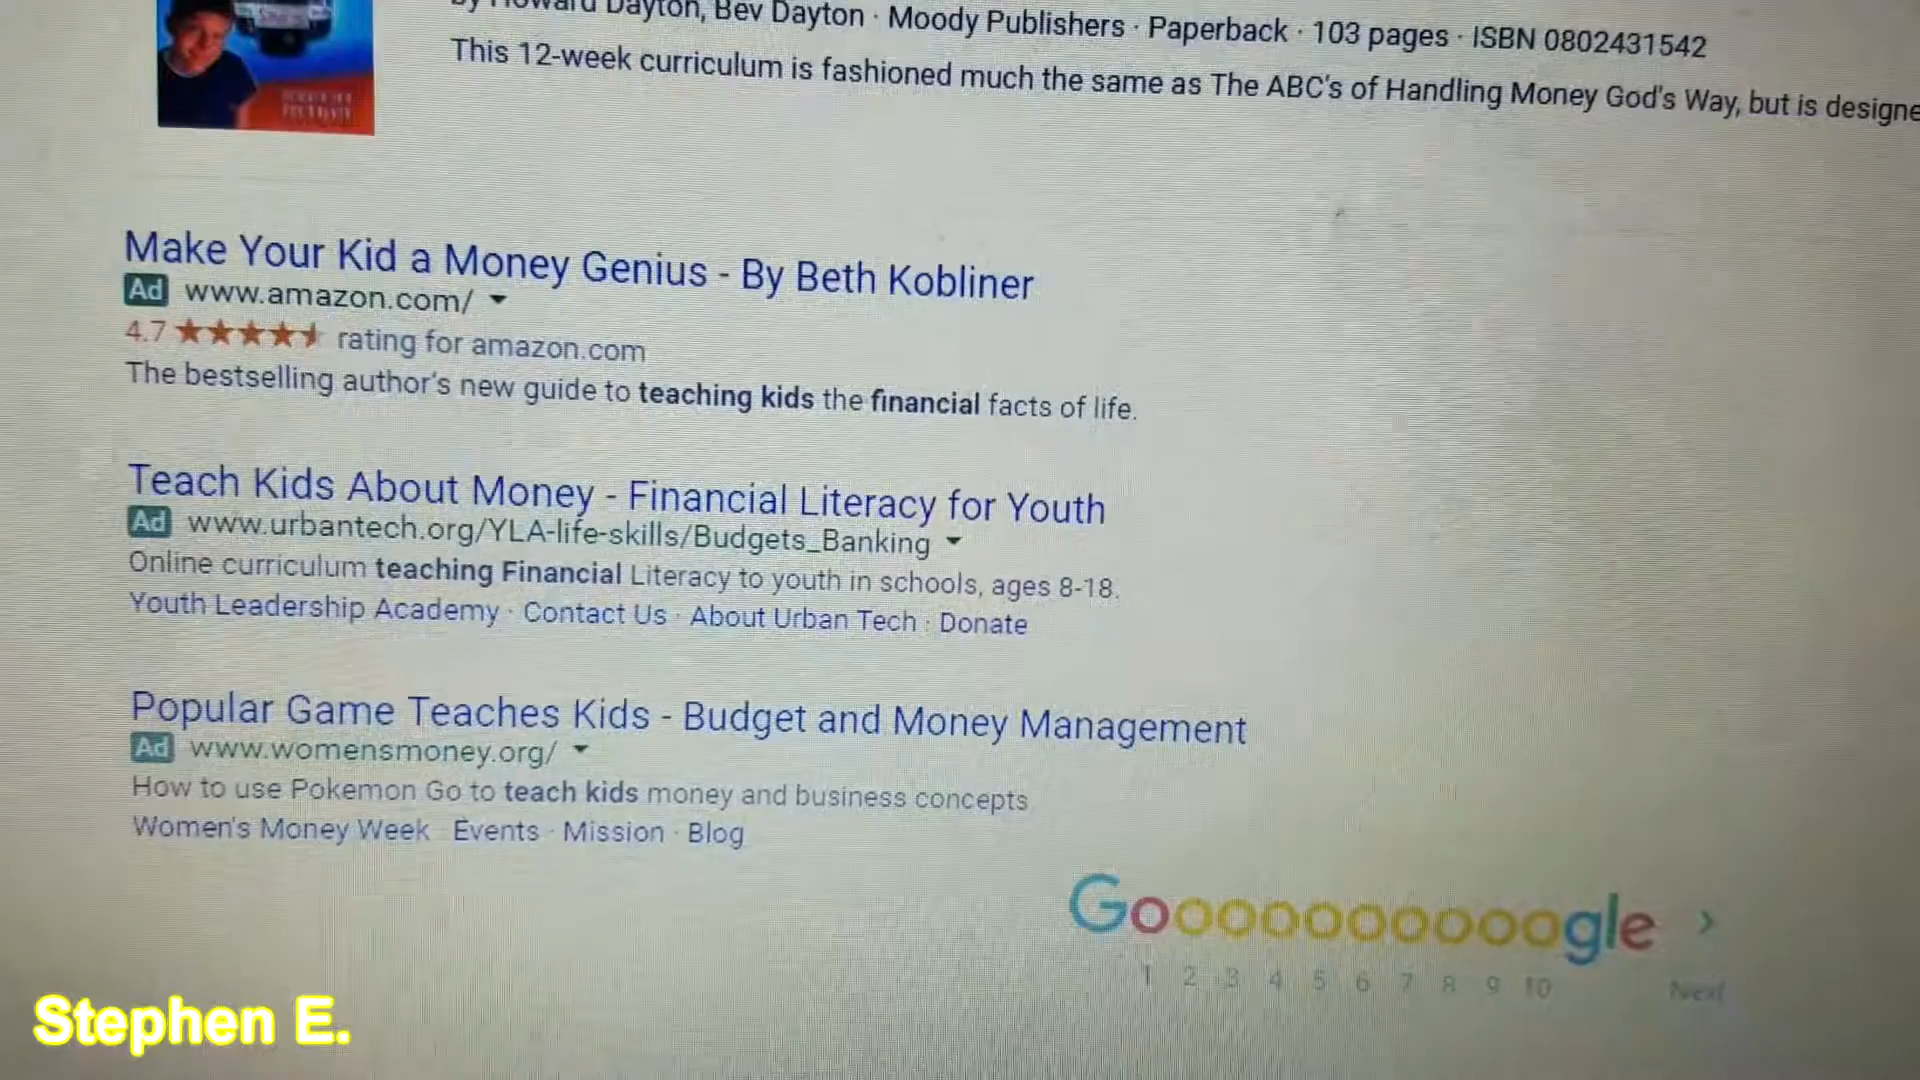 by Howard Dayton, Bev Dayton · Moody Publishers · Paperback · 103 pages · ISBN 0802431542
This 12-week curriculum is fashioned much the same as The ABC's of Handling Money God's Way, but is designe
Make Your Kid a Money Genius - By Beth Kobliner
Ad www.amazon.com/
4.7 rating for amazon.com
The bestselling author's new guide to teaching kids the financial facts of life.
Teach Kids About Money - Financial Literacy for Youth
Ad www.urbantech.org/YLA-life-skills/Budgets_Banking
Online curriculum teaching Financial Literacy to youth in schools, ages 8-18.
Youth Leadership Academy · Contact Us · About Urban Tech · Donate
Popular Game Teaches Kids - Budget and Money Management
Ad www.womensmoney.org/
How to use Pokemon Go to teach kids money and business concepts
Women's Money Week · Events · Mission · Blog
Goooooooooogle >
1 2 3 4 5 6 7 8 9 10 Next
Stephen E.